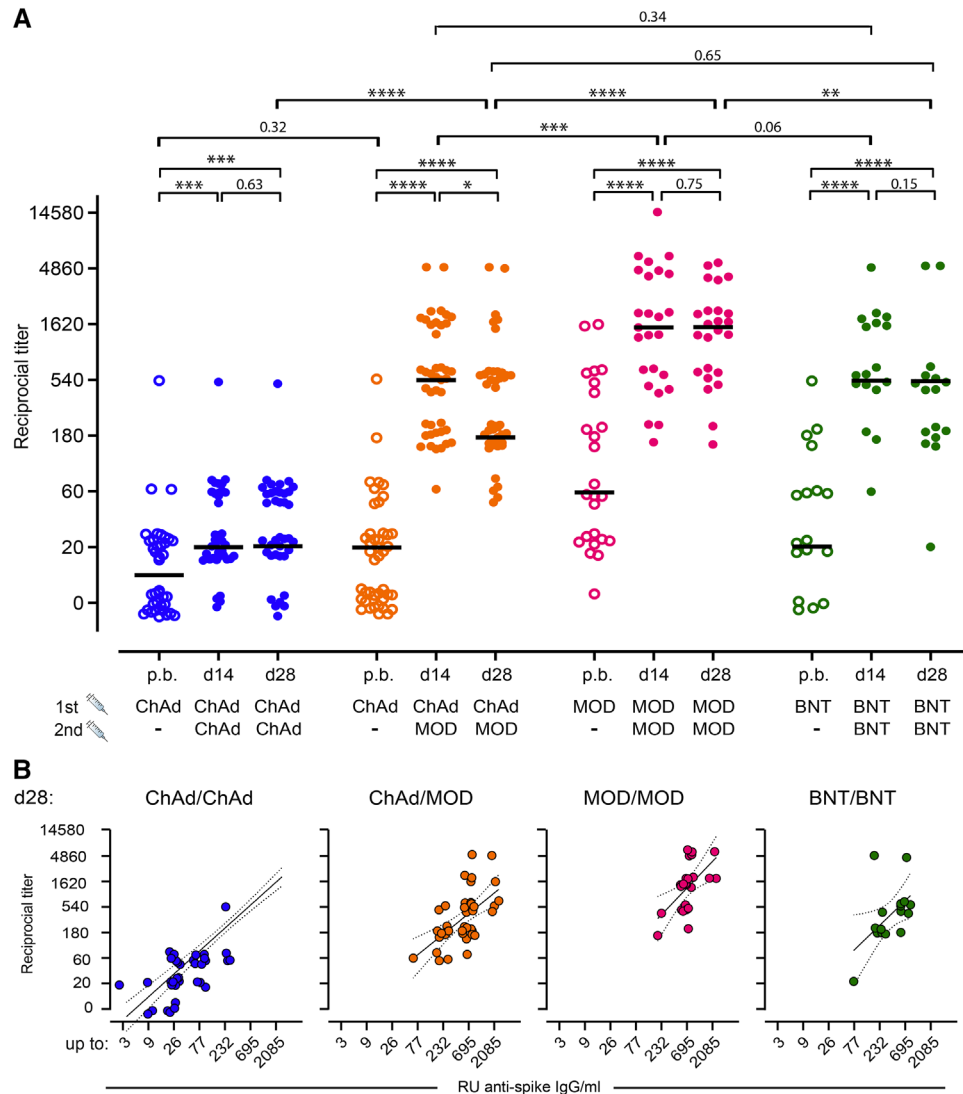 A
0.34
0.65
**** **** **
0.32 *** 0.06
*** **** **** ****
*** 0.63 **** * **** 0.75 **** 0.15
14580
4860
1620
540
180
60
20
0
Reciprocial titer
p.b. d14 d28 p.b. d14 d28 p.b. d14 d28 p.b. d14 d28
1st ChAd ChAd ChAd ChAd ChAd ChAd MOD MOD MOD BNT BNT BNT
2nd - ChAd ChAd - MOD MOD - MOD MOD - BNT BNT
B
d28: ChAd/ChAd ChAd/MOD MOD/MOD BNT/BNT
14580
4860
1620
540
180
60
20
0
Reciprocial titer
up to: 3 9 26 77 232 695 2085 3 9 26 77 232 695 2085 3 9 26 77 232 695 2085 3 9 26 77 232 695 2085
RU anti-spike IgG/ml